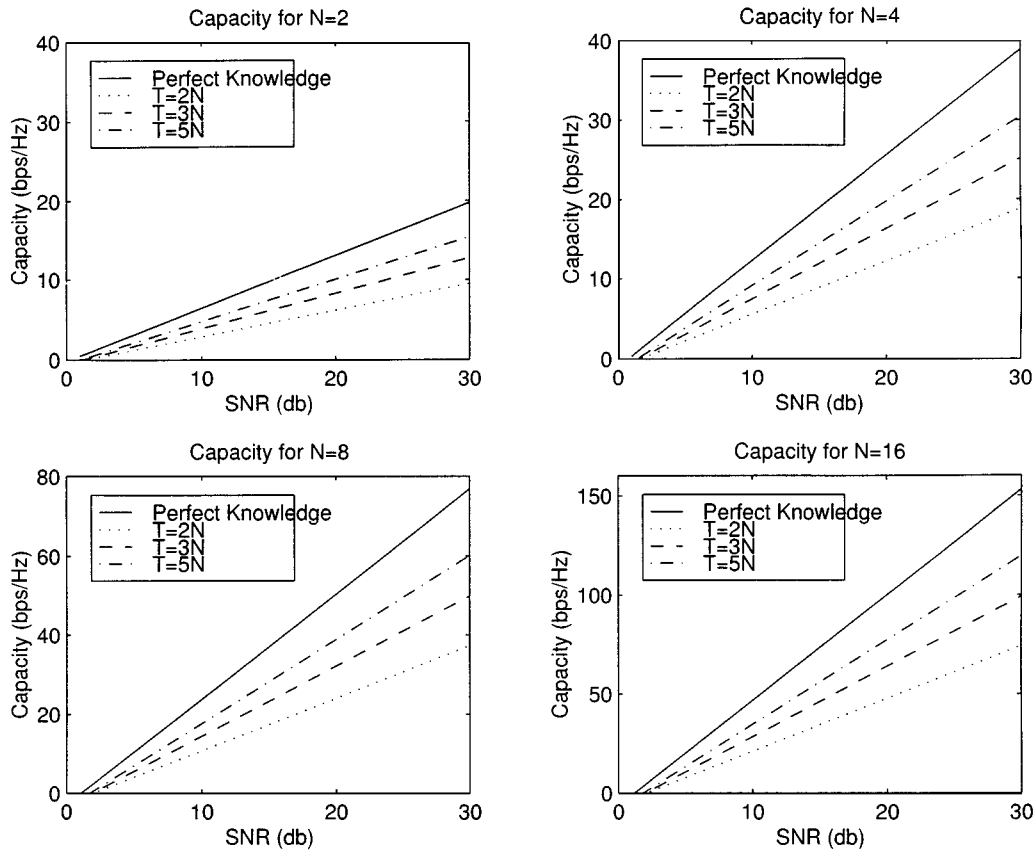 Capacity for N=2
40
30
20
10
0
Capacity (bps/Hz)
Perfect Knowledge
T=2N
T=3N
T=5N
0 10 20 30
SNR (db)
Capacity for N=4
40
30
20
10
0
Capacity (bps/Hz)
Perfect Knowledge
T=2N
T=3N
T=5N
0 10 20 30
SNR (db)
Capacity for N=8
80
60
40
20
0
Capacity (bps/Hz)
Perfect Knowledge
T=2N
T=3N
T=5N
0 10 20 30
SNR (db)
Capacity for N=16
150
100
50
0
Capacity (bps/Hz)
Perfect Knowledge
T=2N
T=3N
T=5N
0 10 20 30
SNR (db)